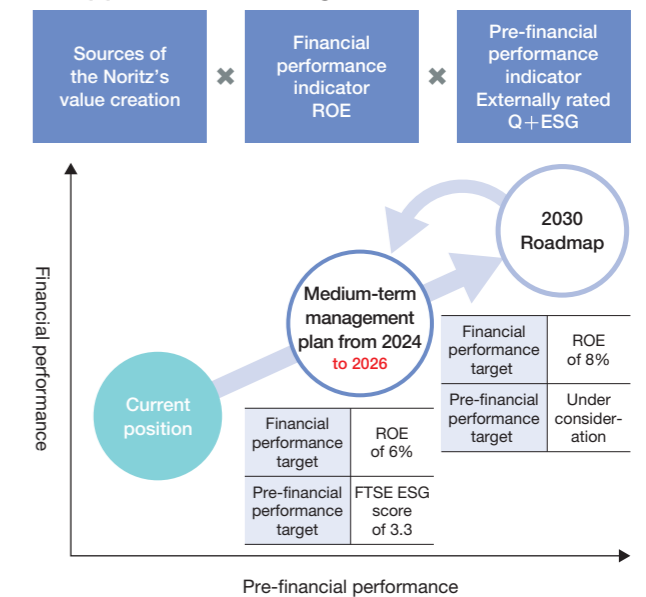 Sources of
the Noritz's
value creation
✖
Financial
performance
indicator
ROE
✖
Pre-financial
performance
indicator
Externally rated
Q+ESG
Financial performance
2030
Roadmap
Medium-term
management
plan from 2024
to 2026
Current
position
Financial
performance
target
ROE
of 8%
Pre-financial
performance
target
Under
consider-
ation
Financial
performance
target
ROE
of 6%
Pre-financial
performance
target
FTSE ESG
score
of 3.3
Pre-financial performance